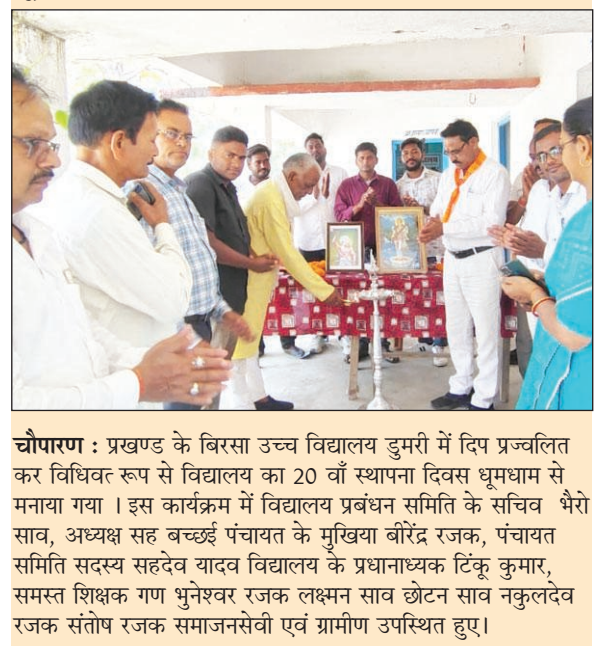 चौपारण : प्रखण्ड के बिरसा उच्च विद्यालय डुमरी में दिप प्रज्वलित
कर विधिवत रूप से विद्यालय का 20 वाँ स्थापना दिवस धूमधाम से
मनाया गया । इस कार्यक्रम में विद्यालय प्रबंधन समिति के सचिव भैरो
साव, अध्यक्ष सह बच्छई पंचायत के मुखिया बीरेंद्र रजक, पंचायत
समिति सदस्य सहदेव यादव विद्यालय के प्रधानाध्यक टिंकू कुमार,
समस्त शिक्षक गण भुनेश्वर रजक लक्ष्मन साव छोटन साव नकुलदेव
रजक संतोष रजक समाजनसेवी एवं ग्रामीण उपस्थित हुए।